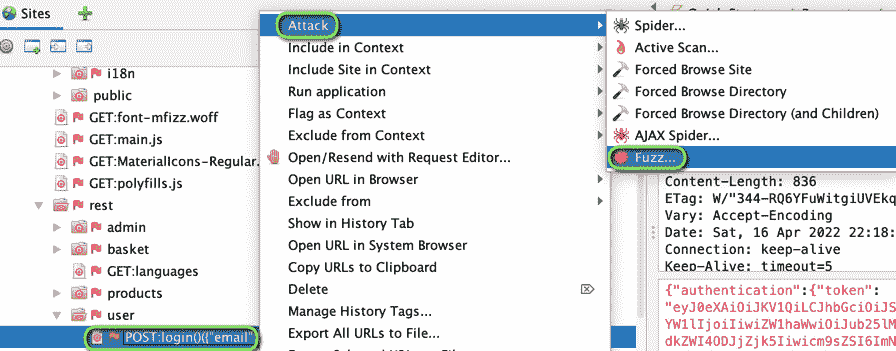 Sites
i18n
public
GET:font-mfizz.woff
GET:main.js
GET:MaterialIcons-Regular.
GET:polyfills.js
rest
admin
basket
GET:languages
products
user
POST:login()({"email"
Attack
Include in Context
Include Site in Context
Run application
Flag as Context
Exclude from Context
Open/Resend with Request Editor...
Open URL in Browser
Exclude from
Show in History Tab
Open URL in System Browser
Copy URLs to Clipboard
Delete
Manage History Tags...
Export All URLs to File...
Spider...
Active Scan...
Forced Browse Site
Forced Browse Directory
Forced Browse Directory (and Children)
AJAX Spider...
Fuzz...
Content-Length: 836
ETag: W/"344-RQ6YFuWitgiUVEkq
Vary: Accept-Encoding
Date: Sat, 16 Apr 2022 22:18:
Connection: keep-alive
Keep-Alive: timeout=5
{"authentication":{"token":